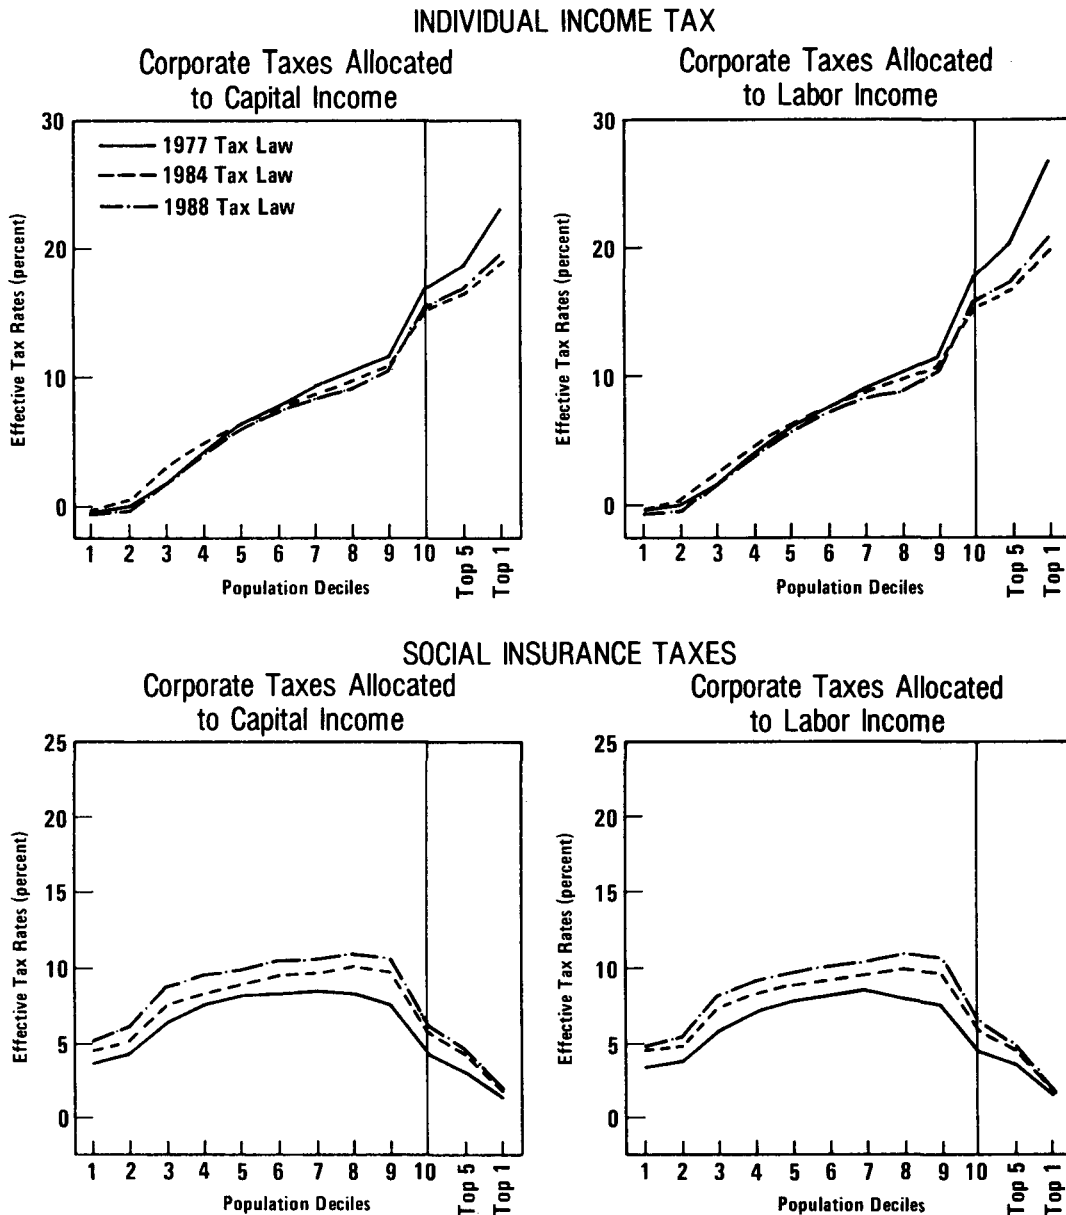 INDIVIDUAL INCOME TAX
Corporate Taxes Allocated
to Capital Income
30
20
10
0
Effective Tax Rates (percent)
1977 Tax Law
1984 Tax Law
1988 Tax Law
1 2 3 4 5 6 7 8 9 10 Top 5 Top 1
Population Deciles
Corporate Taxes Allocated
to Labor Income
30
20
10
0
Effective Tax Rates (percent)
1 2 3 4 5 6 7 8 9 10 Top 5 Top 1
Population Deciles
SOCIAL INSURANCE TAXES
Corporate Taxes Allocated
to Capital Income
25
20
15
10
5
0
Effective Tax Rates (percent)
1 2 3 4 5 6 7 8 9 10 Top 5 Top 1
Population Deciles
Corporate Taxes Allocated
to Labor Income
25
20
15
10
5
0
Effective Tax Rates (percent)
1 2 3 4 5 6 7 8 9 10 Top 5 Top 1
Population Deciles